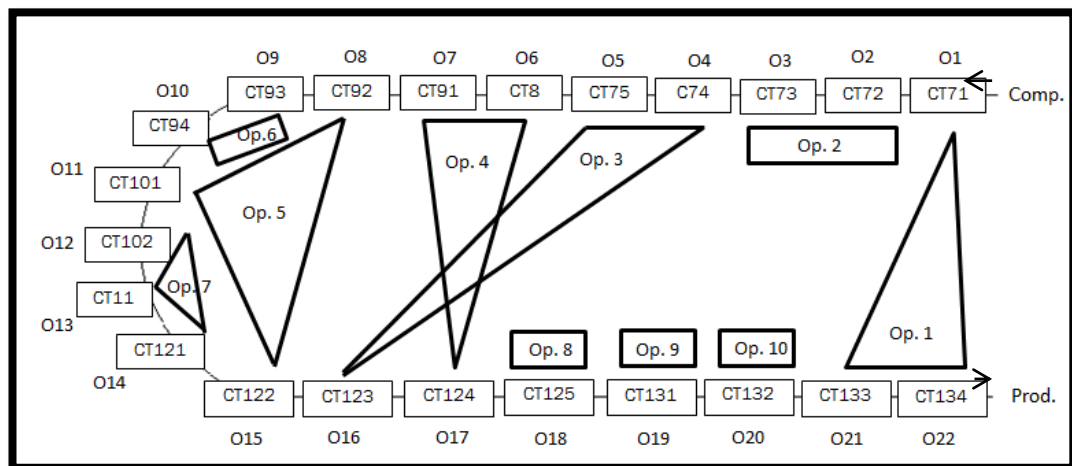 O9 O8 O7 O6 O5 O4 O3 O2 O1
CT93 CT92 CT91 CT8 CT75 C74 CT73 CT72 CT71 Comp.
O10
CT94
Op.6
Op. 4
Op. 3
Op. 2
O11
CT101
Op. 5
O12
CT102
Op. 7
CT11
O13
Op. 1
CT121
Op. 8 Op. 9 Op. 10
O14
CT122 CT123 CT124 CT125 CT131 CT132 CT133 CT134 Prod.
O15 O16 O17 O18 O19 O20 O21 O22